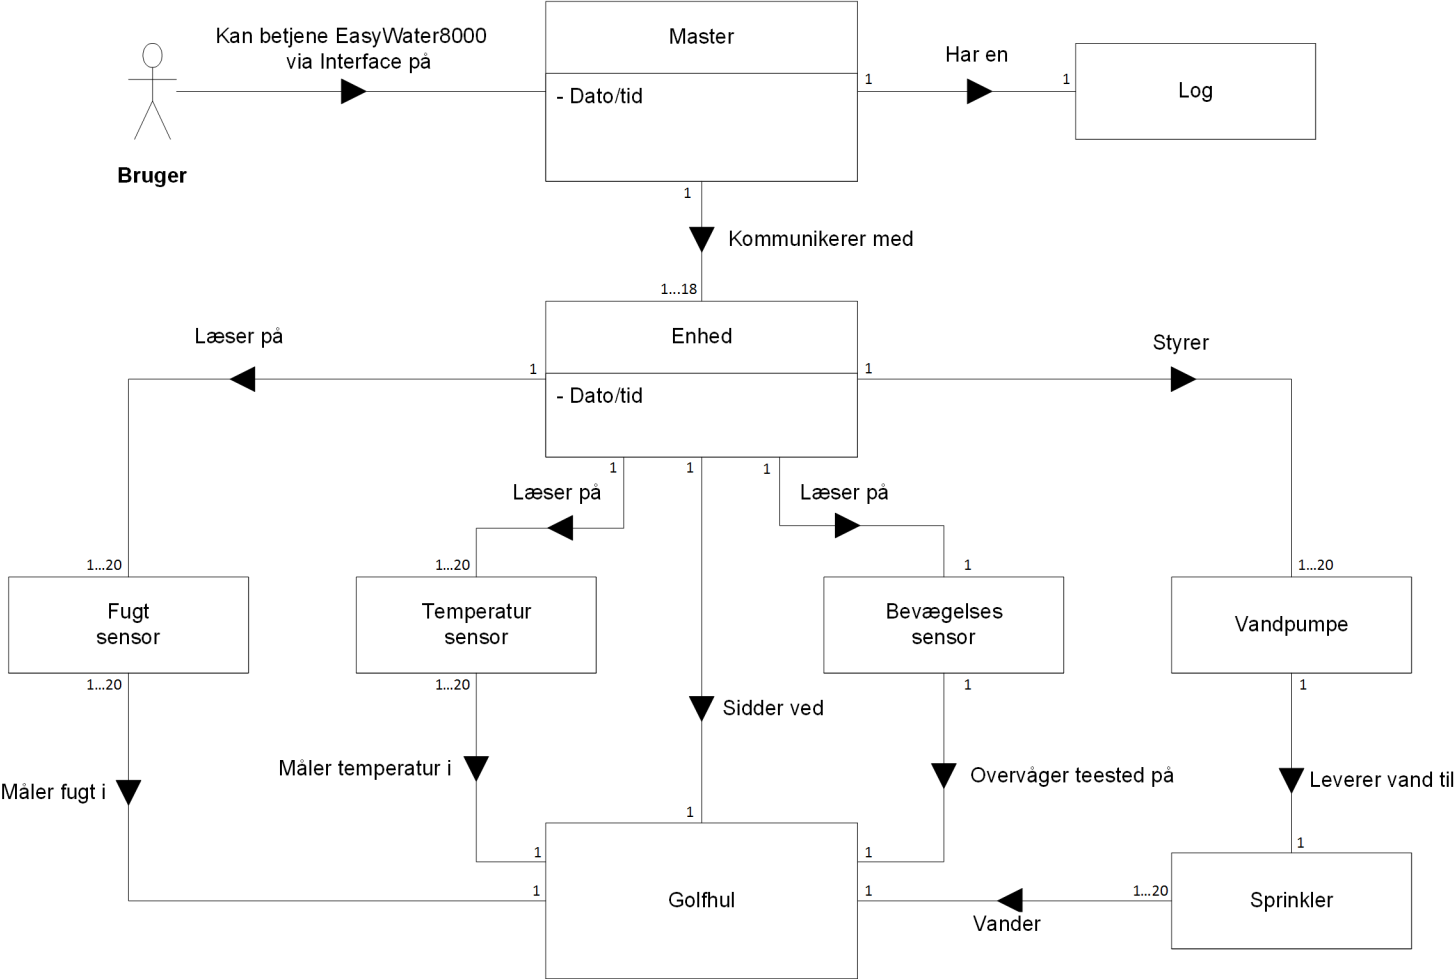 Kan betjene EasyWater8000
via Interface på
Bruger
Master
- Dato/tid
1
Har en
1
Log
1
Kommunikerer med
1...18
Enhed
- Dato/tid
Læser på
1
1
Styrer
1
1
1
Læser på
Læser på
1...20
1...20
1
1...20
Fugt
sensor
Temperatur
sensor
Bevægelses
sensor
Vandpumpe
1...20
1...20
1
1
Sidder ved
Måler temperatur i
Overvåger teested på
Måler fugt i
Leverer vand til
1
1
1
1
1
1
1...20
Golfhul
Sprinkler
Vander